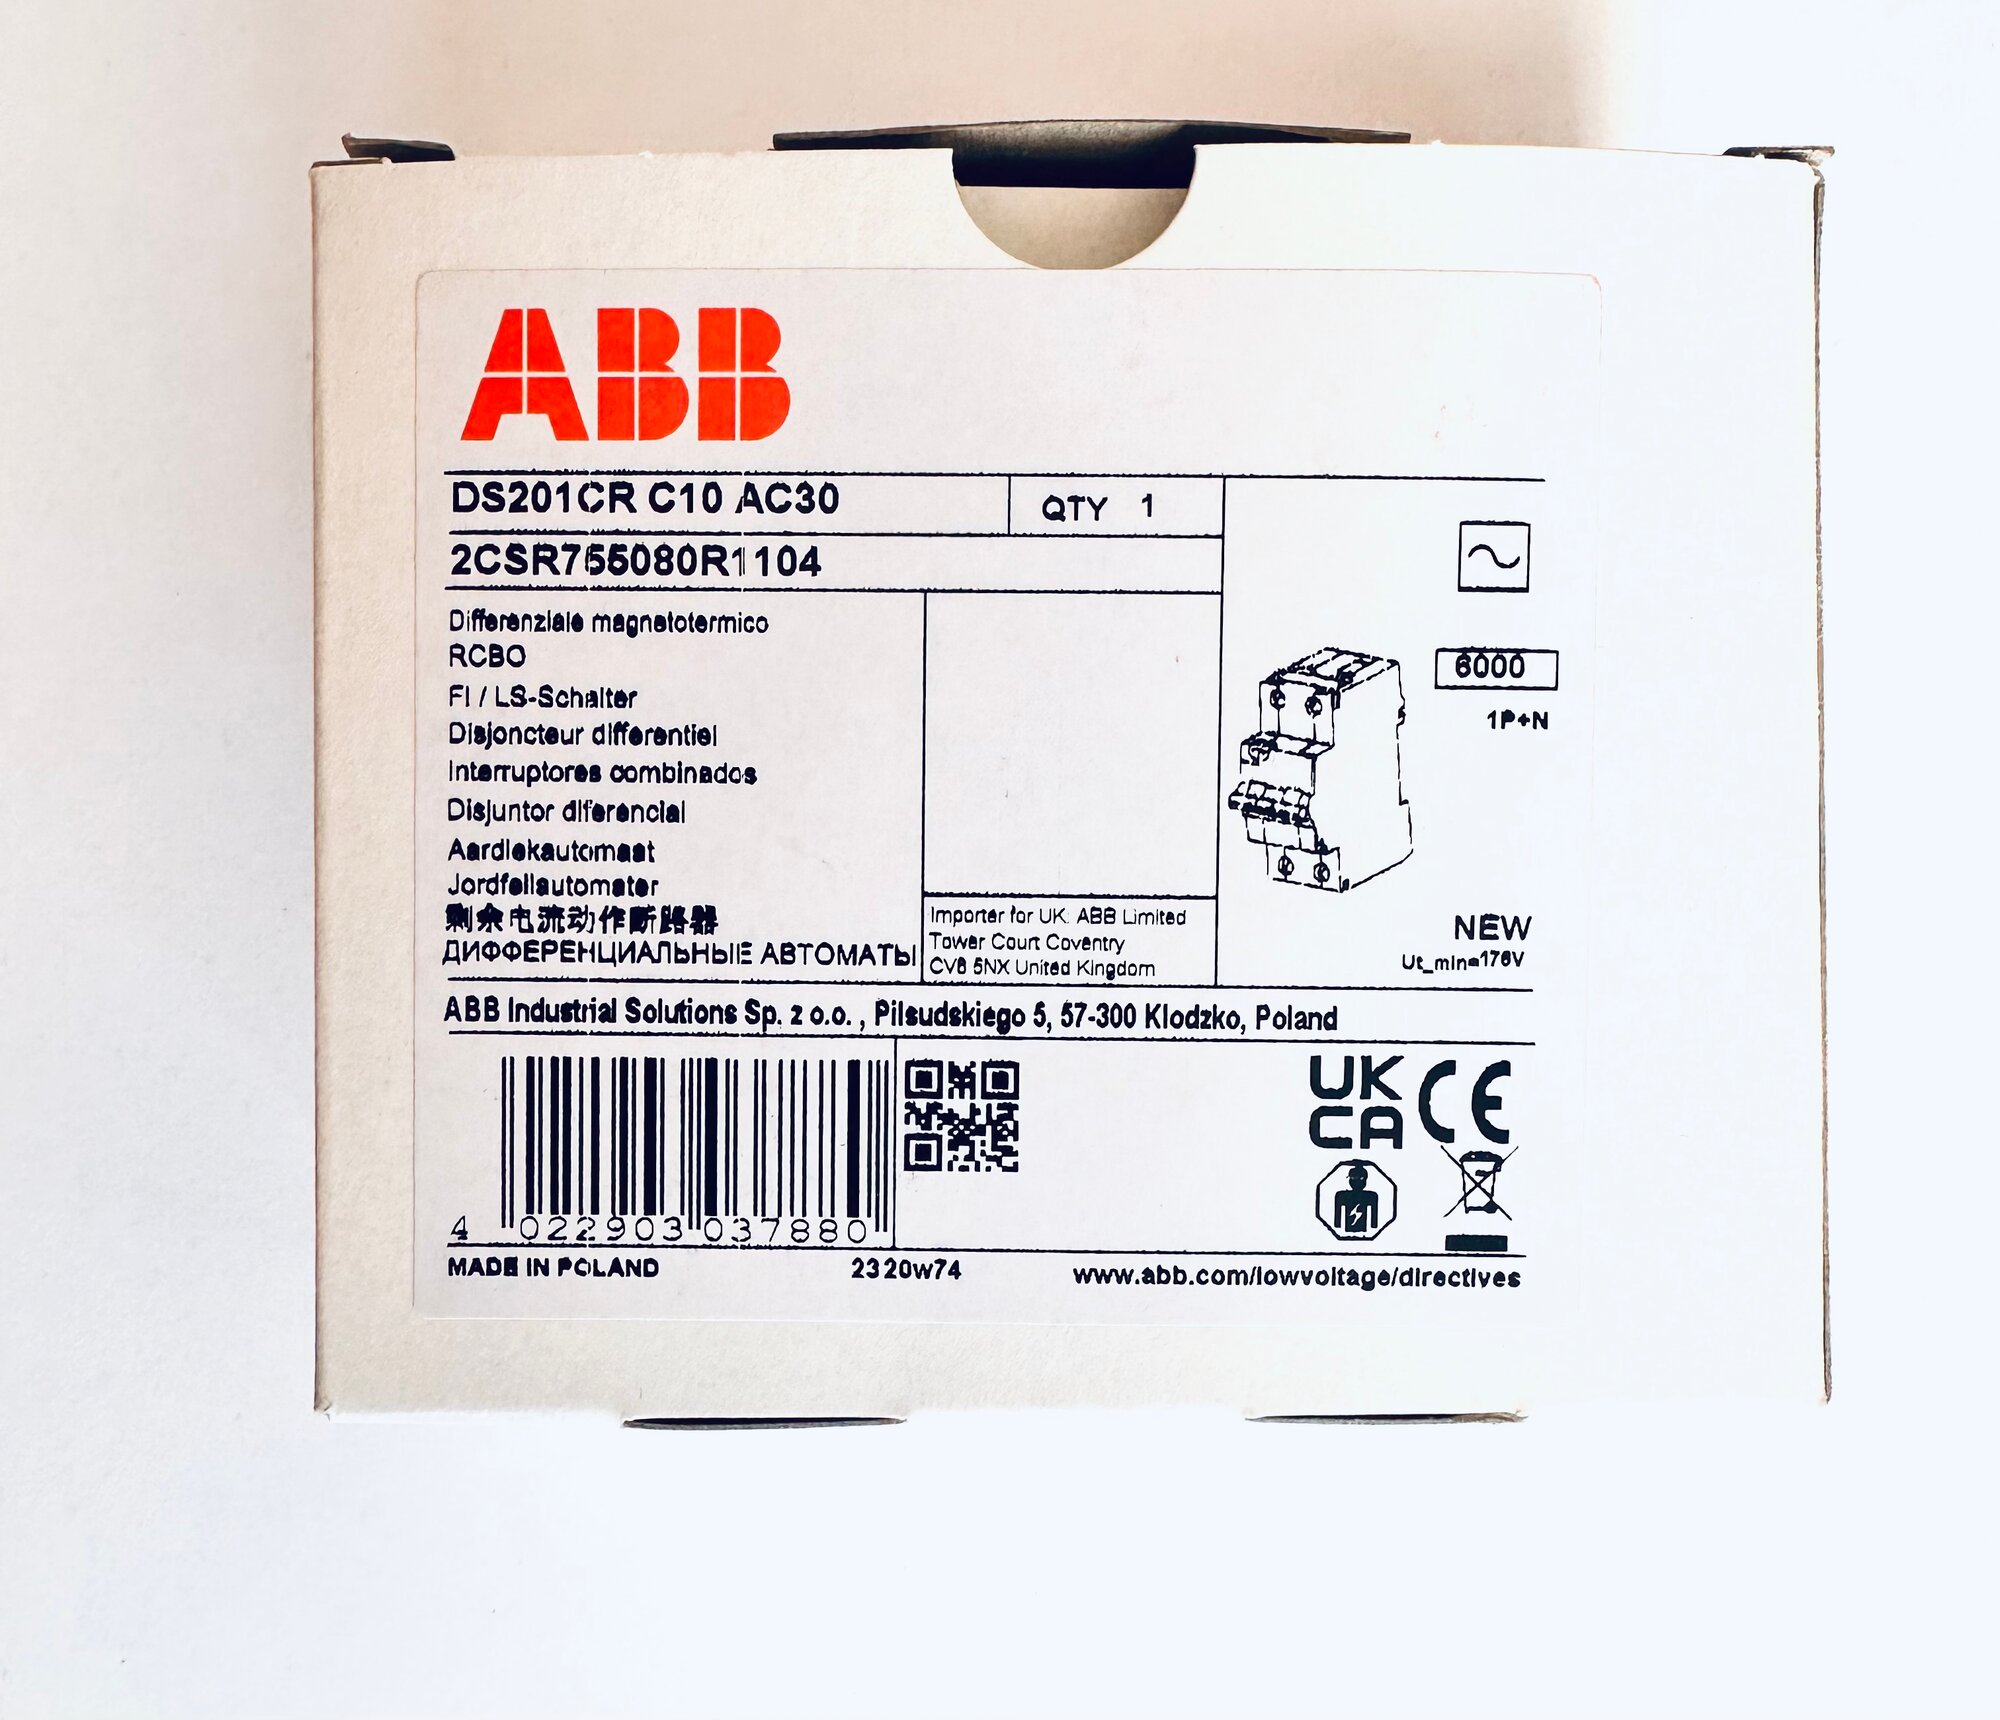 ABB
DS201CR C10 AC30
QTY 1
2CSR755080R1104
Differenziale magnetotermico
RCBO
FI / LS-Schalter
Disjoncteur differentiel
Interruptores combinados
Disjuntor diferencial
Aardlekautomaat
Jordfeilautomater
剩余电流动作断路器
ДИФФЕРЕНЦИАЛЬНЫЕ АВТОМАТЫ
6000
1P+N
NEW
Ut_min=176V
Importer for UK: ABB Limited
Tower Court Coventry
CV6 5NX United Kingdom
ABB Industrial Solutions Sp. z o.o. , Pilsudskiego 5, 57-300 Klodzko, Poland
4 022903 037880
UK
CA
CE
MADE IN POLAND
2320w74
www.abb.com/lowvoltage/directives